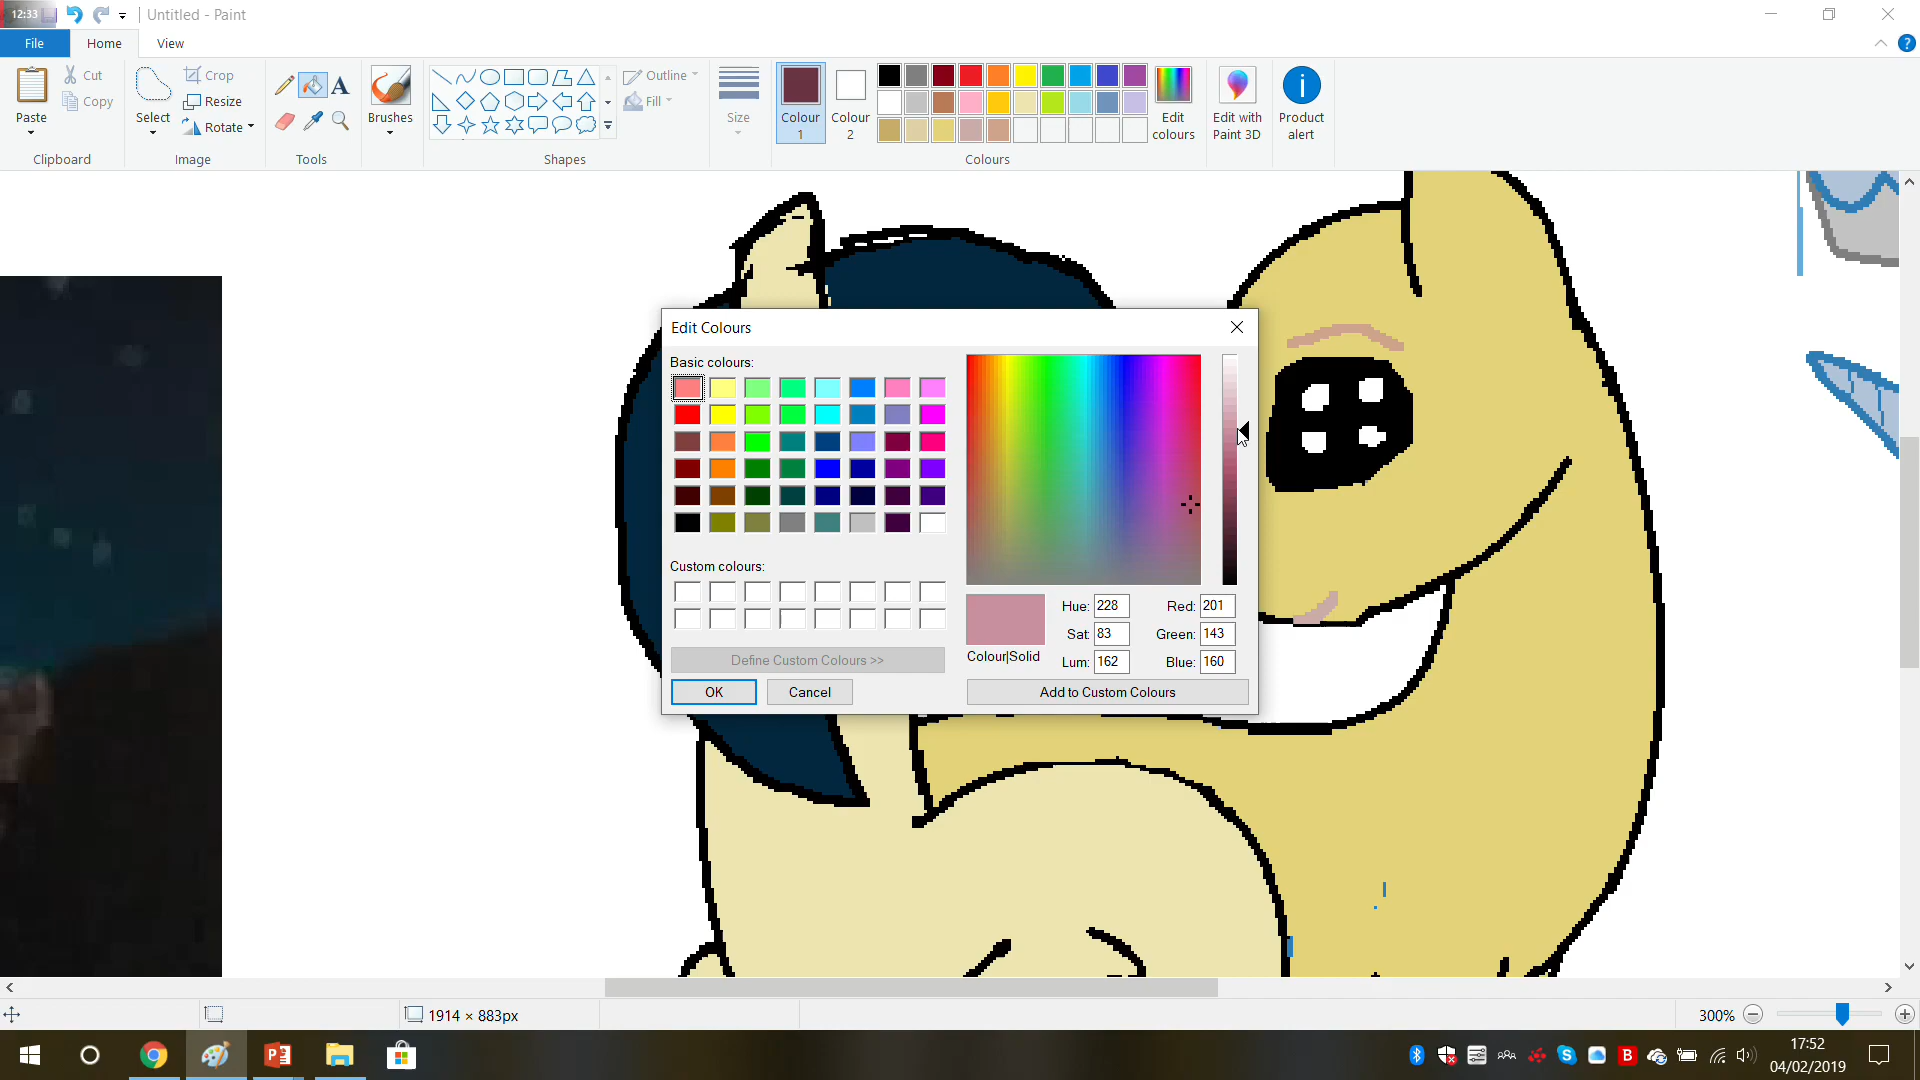 12:33
Untitled - Paint
File Home View
Paste
Cut
Copy
Clipboard
Select
Crop
Resize
Rotate
Image
Tools
Brushes
Shapes
Outline
Fill
Size
Colour 1
Colour 2
Edit colours
Colours
Edit with Paint 3D
Product alert
Edit Colours
Basic colours:
Custom colours:
Define Custom Colours >>
OK Cancel
Hue: 228 Red: 201
Sat: 83 Green: 143
Colour|Solid Lum: 162 Blue: 160
Add to Custom Colours
1914 × 883px
300%
17:52
04/02/2019